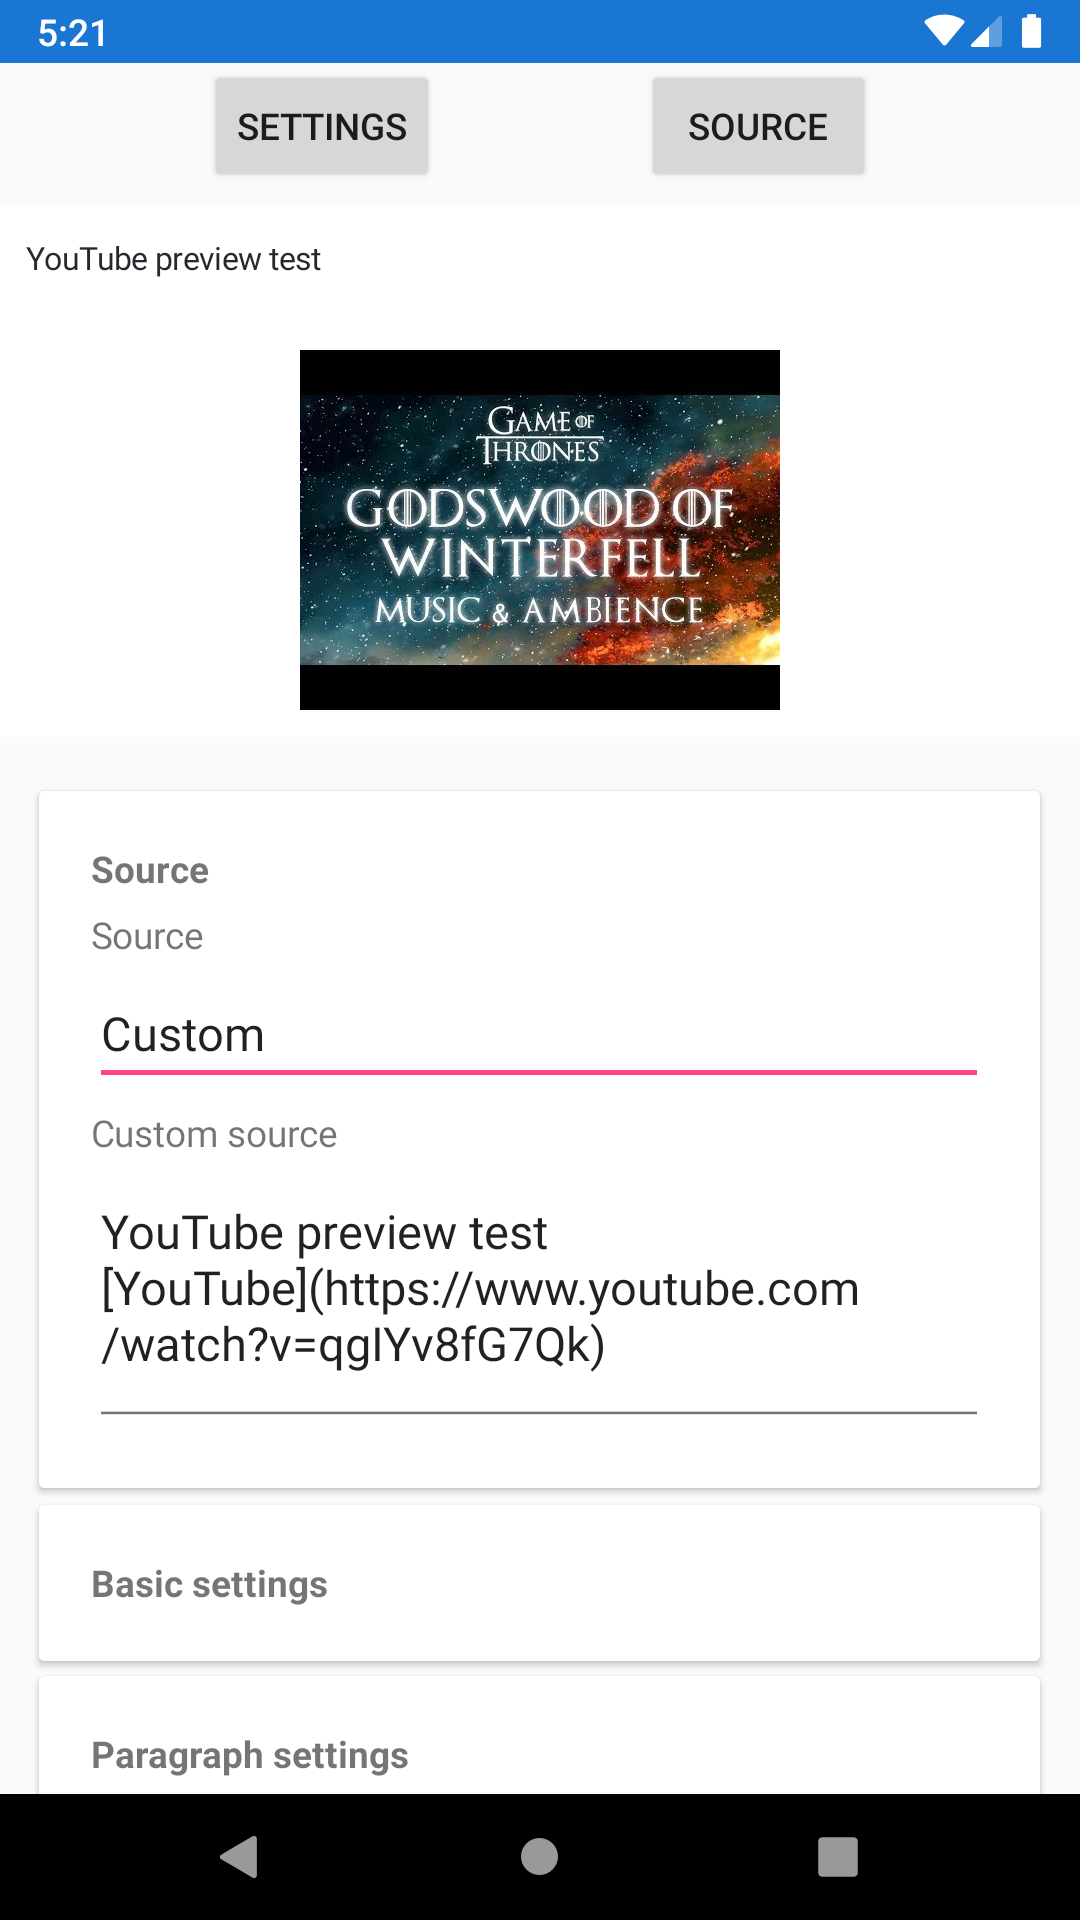 5:21
SETTINGS
SOURCE
YouTube preview test
GAME OF
THRONES
GODSWOOD OF
WINTERFELL
MUSIC & AMBIENCE
Source
Source
Custom
Custom source
YouTube preview test
[YouTube](https://www.youtube.com
/watch?v=qgIYv8fG7Qk)
Basic settings
Paragraph settings